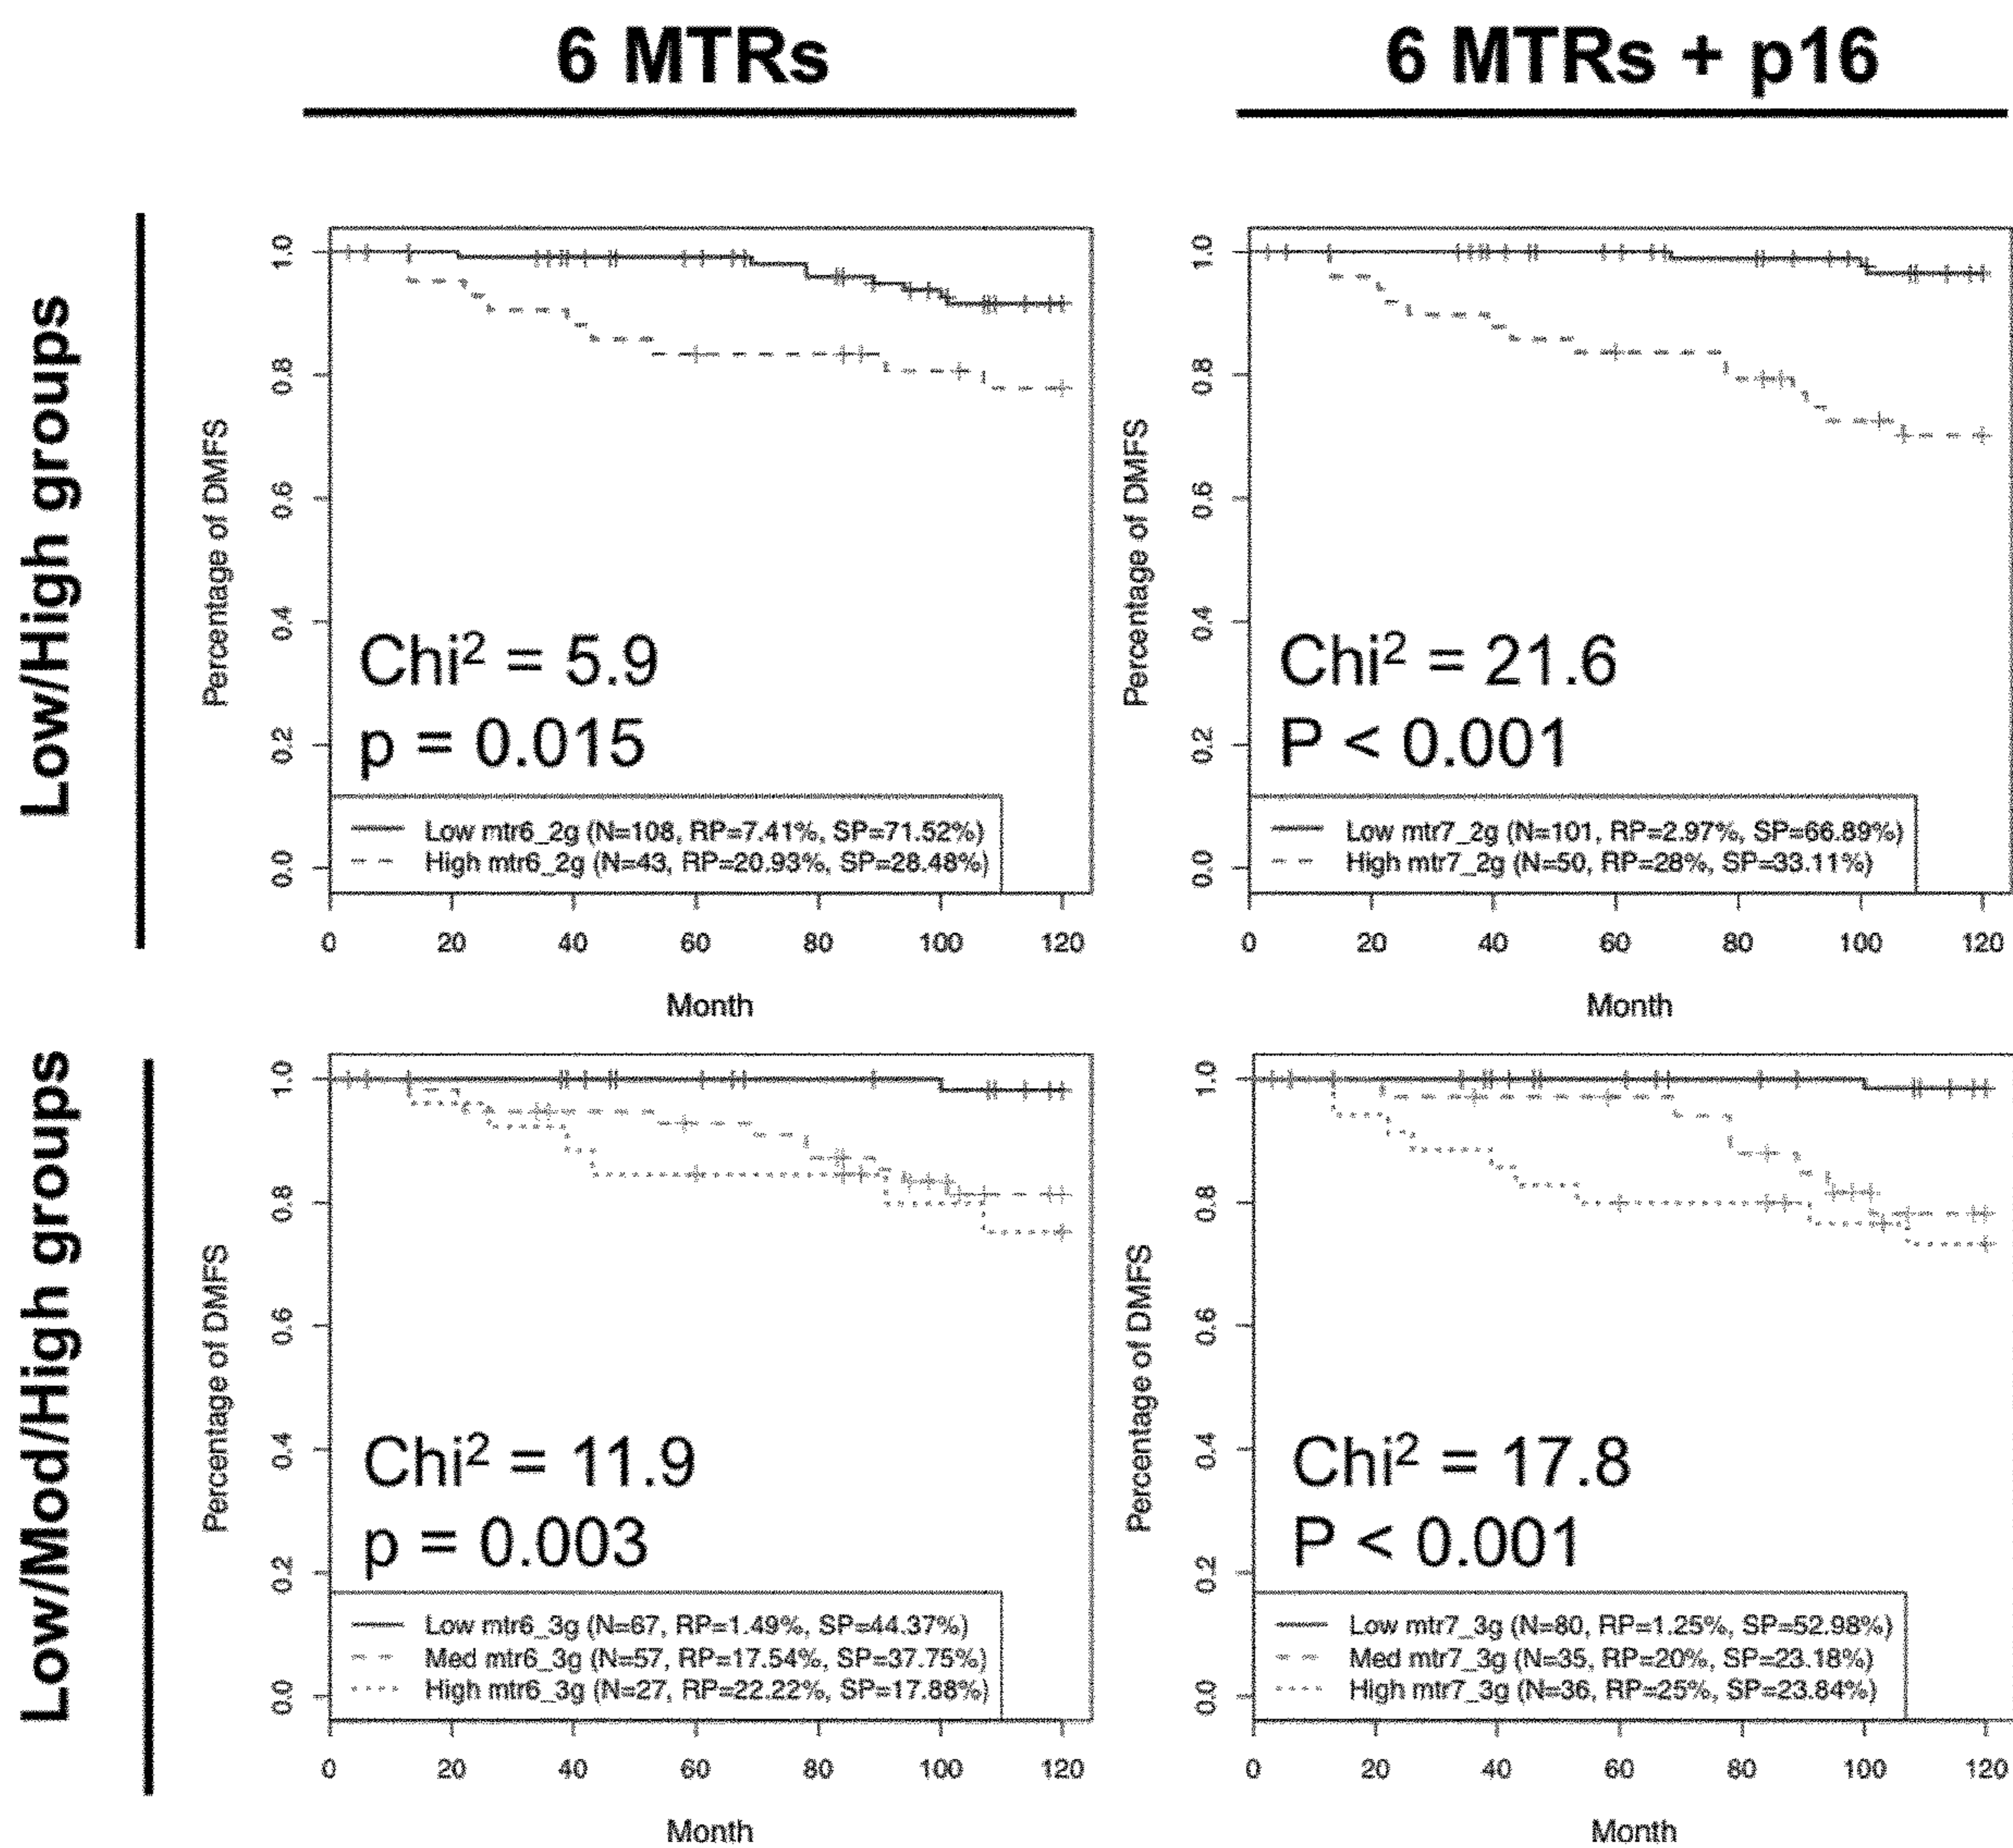 6 MTRs
6 MTRs + p16
Low/High groups
Percentage of DMFS
1.0
0.8
0.6
0.4
0.2
0.0
Chi² = 5.9
p = 0.015
Low mtr6_2g (N=108, RP=7.41%, SP=71.52%)
High mtr6_2g (N=43, RP=20.93%, SP=28.48%)
0 20 40 60 80 100 120
Month
Percentage of DMFS
1.0
0.8
0.6
0.4
0.2
0.0
Chi² = 21.6
P < 0.001
Low mtr7_2g (N=101, RP=2.97%, SP=66.89%)
High mtr7_2g (N=50, RP=28%, SP=33.11%)
0 20 40 60 80 100 120
Month
Low/Mod/High groups
Percentage of DMFS
1.0
0.8
0.6
0.4
0.2
0.0
Chi² = 11.9
p = 0.003
Low mtr6_3g (N=67, RP=1.49%, SP=44.37%)
Med mtr6_3g (N=57, RP=17.54%, SP=37.75%)
High mtr6_3g (N=27, RP=22.22%, SP=17.88%)
0 20 40 60 80 100 120
Month
Percentage of DMFS
1.0
0.8
0.6
0.4
0.2
0.0
Chi² = 17.8
P < 0.001
Low mtr7_3g (N=80, RP=1.25%, SP=52.98%)
Med mtr7_3g (N=35, RP=20%, SP=23.18%)
High mtr7_3g (N=36, RP=25%, SP=23.84%)
0 20 40 60 80 100 120
Month